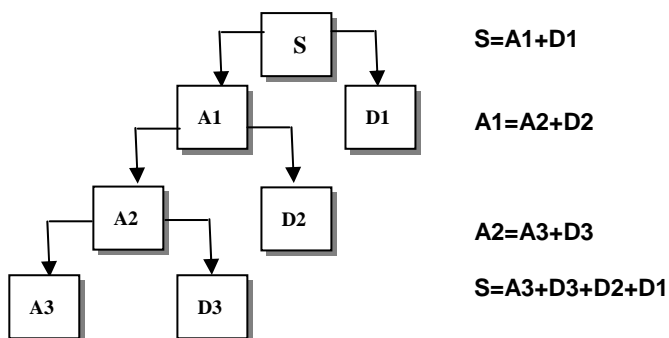 S
S=A1+D1
A1
D1
A1=A2+D2
A2
D2
A2=A3+D3
A3
D3
S=A3+D3+D2+D1